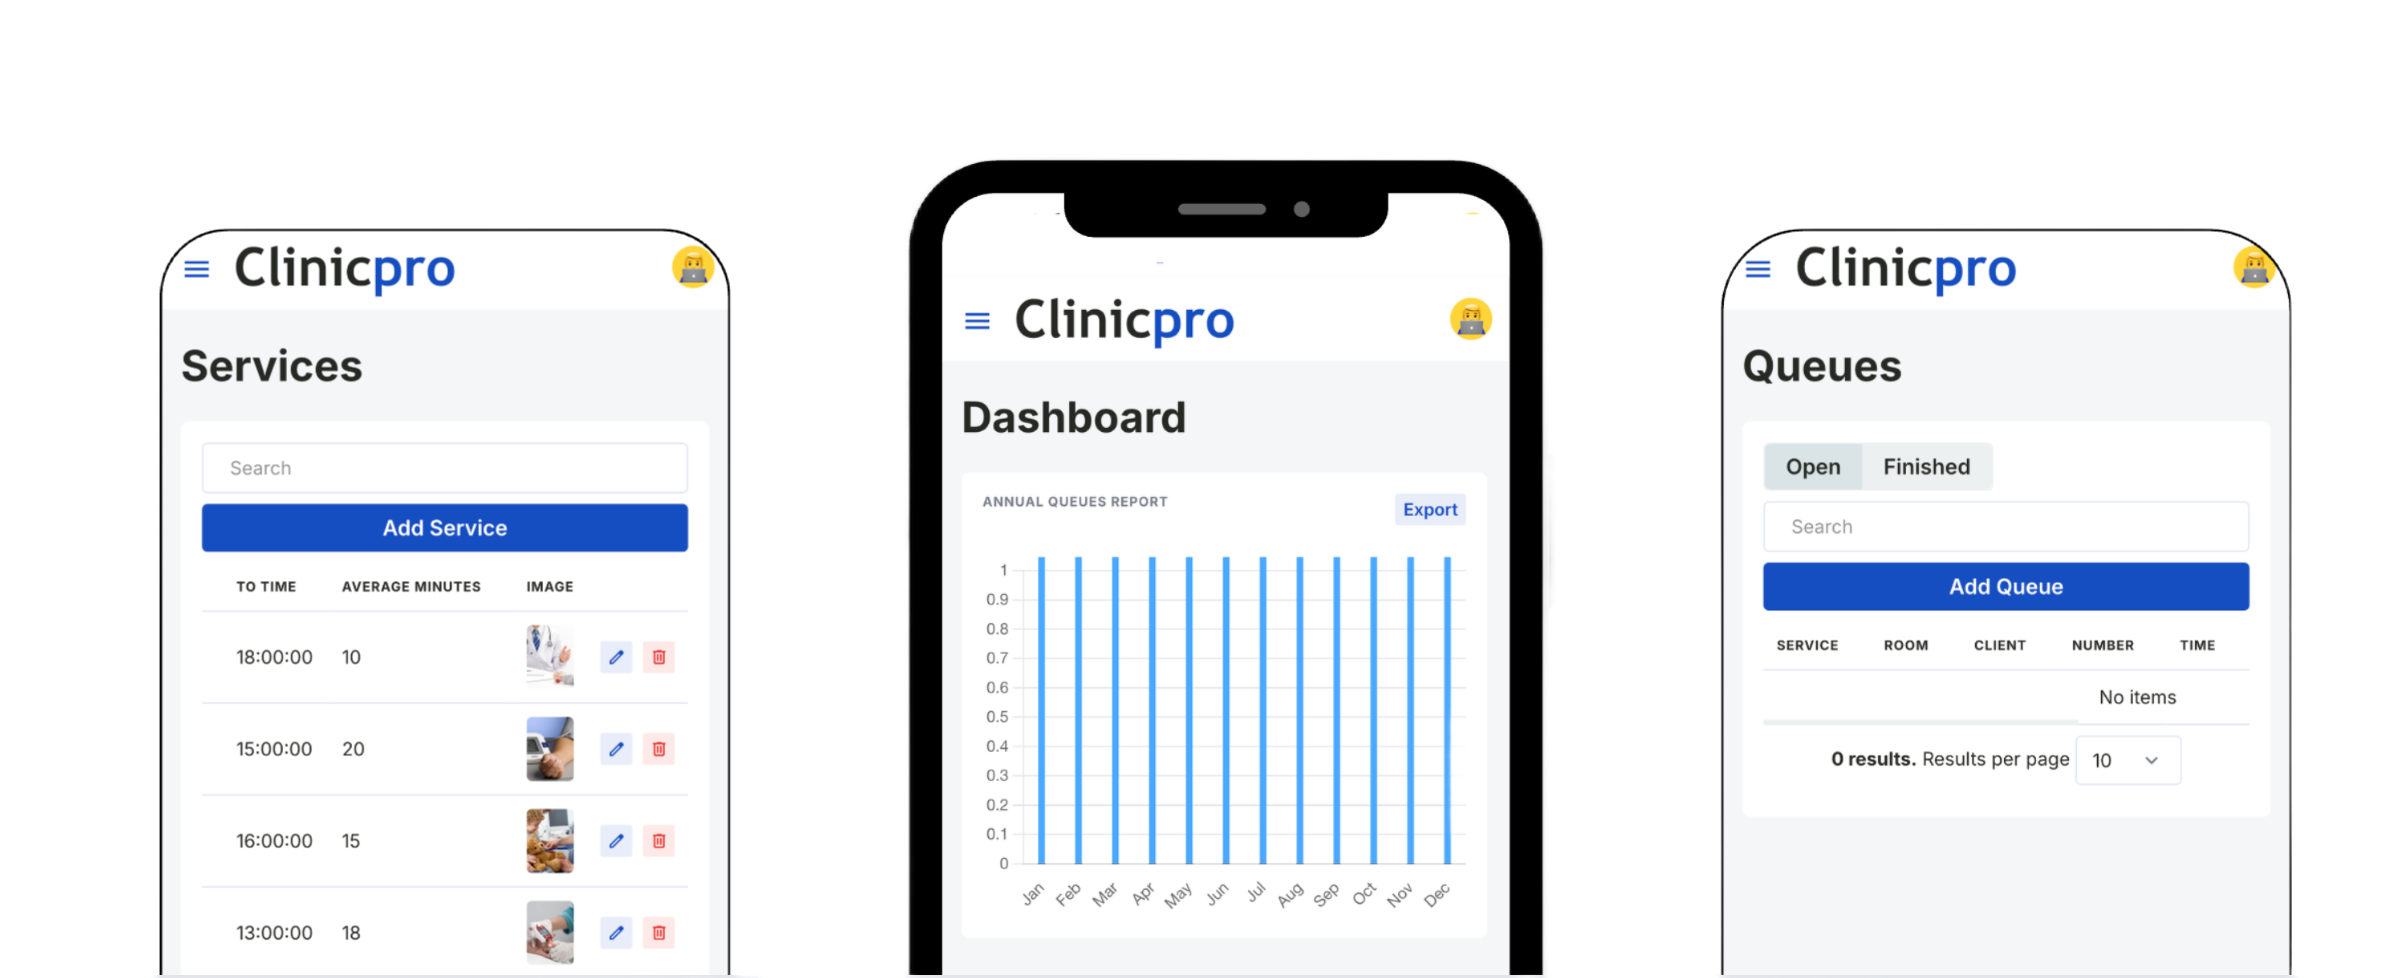 Clinicpro
Services
Search
Add Service
TO TIME AVERAGE MINUTES IMAGE
18:00:00 10
15:00:00 20
16:00:00 15
13:00:00 18
Clinicpro
Dashboard
ANNUAL QUEUES REPORT
Export
1
0.9
0.8
0.7
0.6
0.5
0.4
0.3
0.2
0.1
0
Jan Feb Mar Apr May Jun Jul Aug Sep Oct Nov Dec
Clinicpro
Queues
Open Finished
Search
Add Queue
SERVICE ROOM CLIENT NUMBER TIME
No items
0 results. Results per page 10